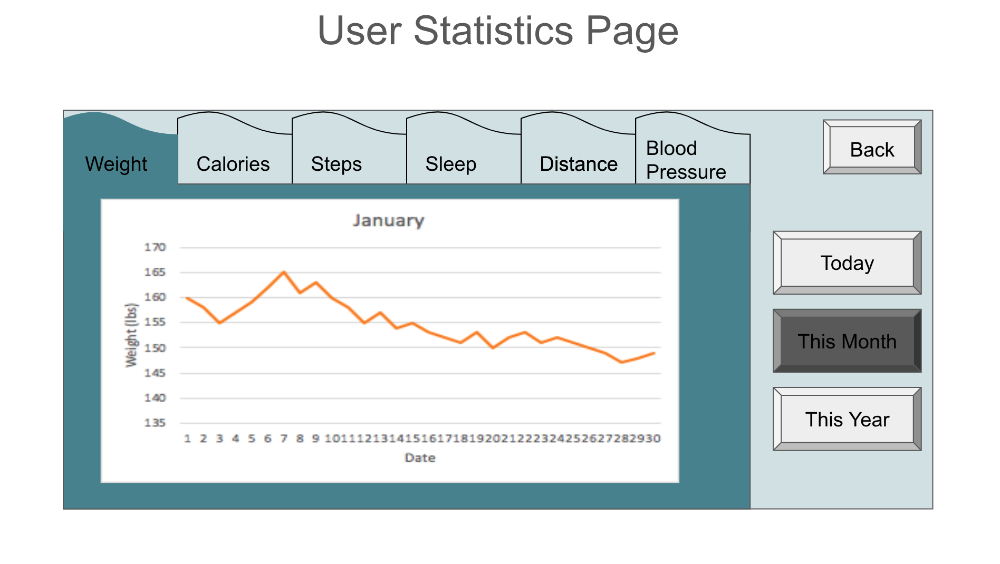 User Statistics Page
Weight
Calories
Steps
Sleep
Distance
Blood
Pressure
Back
January
170
165
160
155
150
145
140
135
Weight (lbs)
1 2 3 4 5 6 7 8 9 10 11 12 13 14 15 16 17 18 19 20 21 22 23 24 25 26 27 28 29 30
Date
Today
This Month
This Year